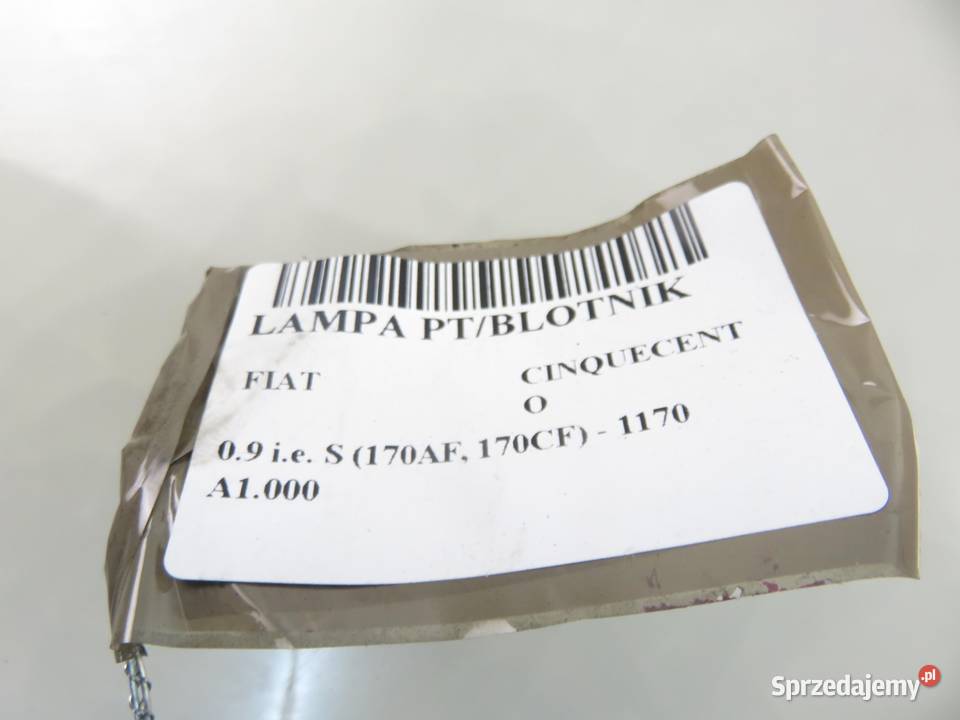 LAMPA PT/BLOTNIK
FIAT CINQUECENT
O
0.9 i.e. S (170AF, 170CF) - 1170
A1.000
Sprzedajemy.pl